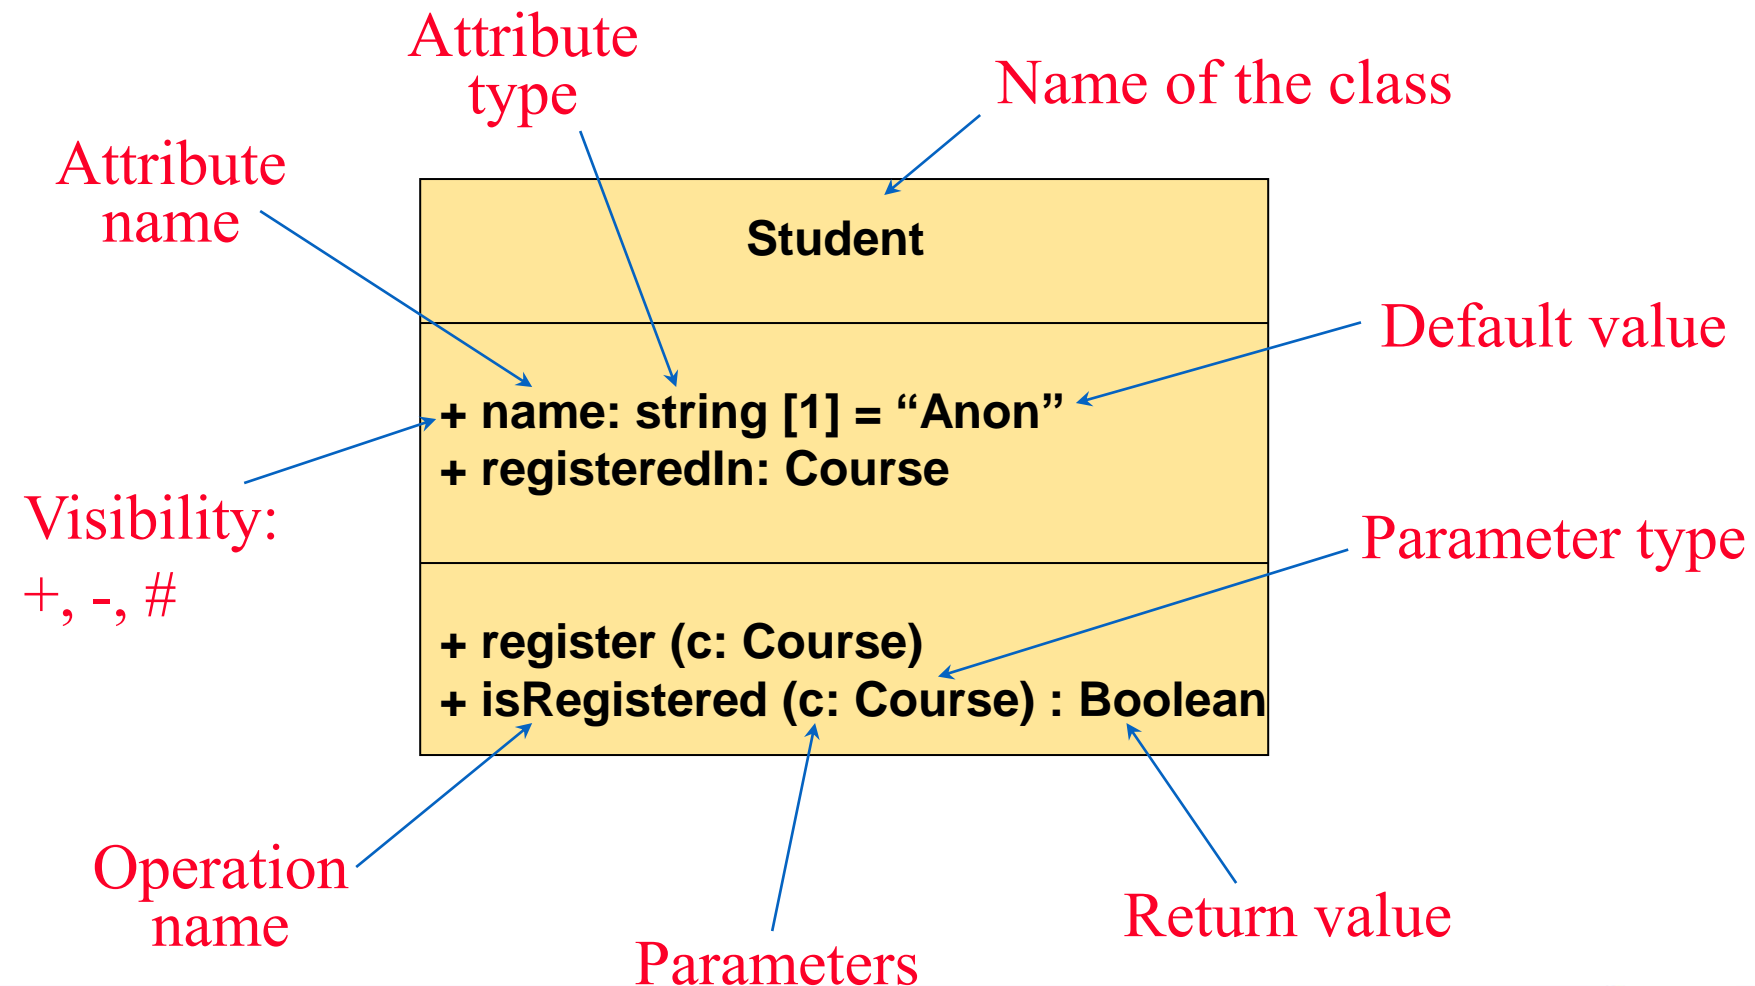 Attribute
type
Name of the class
Attribute
name
Student
Default value
+ name: string [1] = “Anon”
+ registeredIn: Course
Visibility:
+, -, #
Parameter type
+ register (c: Course)
+ isRegistered (c: Course) : Boolean
Operation
name
Parameters
Return value